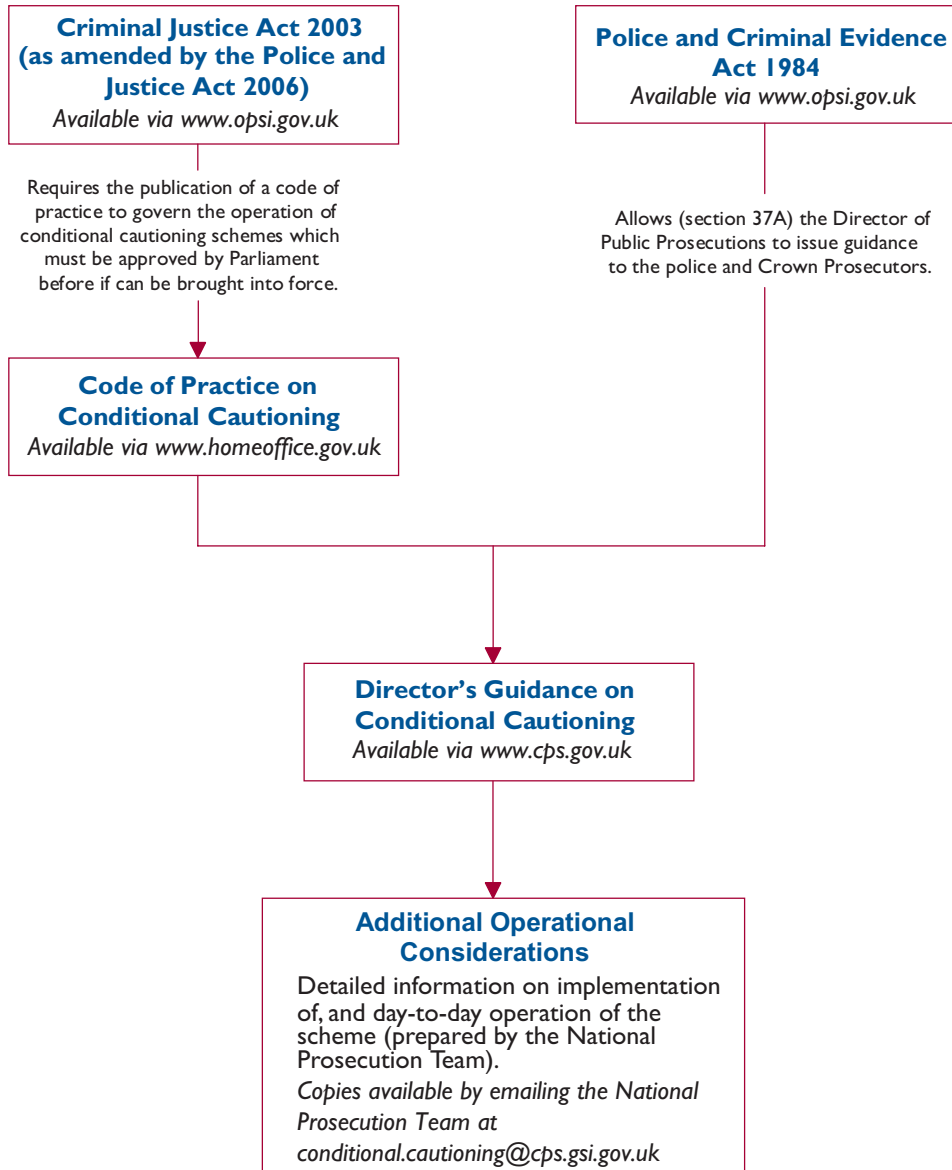 Criminal Justice Act 2003
(as amended by the Police and
Justice Act 2006)
Available via www.opsi.gov.uk
Police and Criminal Evidence
Act 1984
Available via www.opsi.gov.uk
Requires the publication of a code of
practice to govern the operation of
conditional cautioning schemes which
must be approved by Parliament
before if can be brought into force.
Allows (section 37A) the Director of
Public Prosecutions to issue guidance
to the police and Crown Prosecutors.
Code of Practice on
Conditional Cautioning
Available via www.homeoffice.gov.uk
Director’s Guidance on
Conditional Cautioning
Available via www.cps.gov.uk
Additional Operational
Considerations
Detailed information on implementation
of, and day-to-day operation of the
scheme (prepared by the National
Prosecution Team).
Copies available by emailing the National
Prosecution Team at
conditional.cautioning@cps.gsi.gov.uk